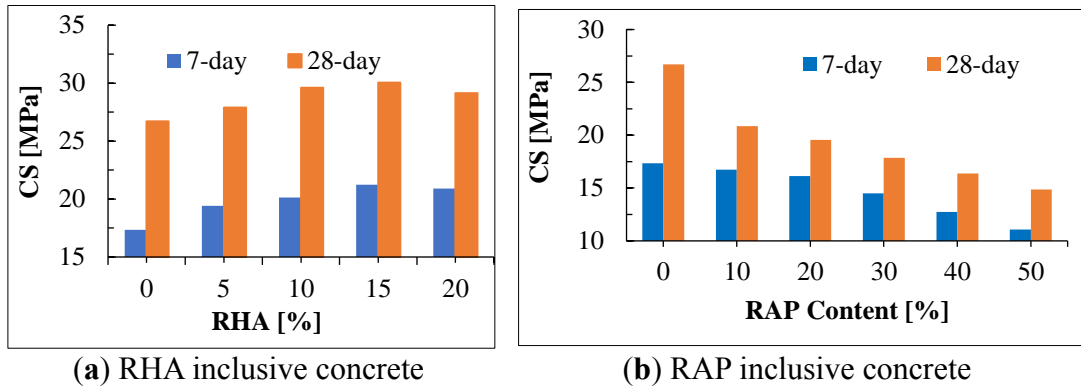 35
30
25
20
15
CS [MPa]
7-day 28-day
0 5 10 15 20
RHA [%]
(a) RHA inclusive concrete
30
25
20
15
10
CS [MPa]
7-day 28-day
0 10 20 30 40 50
RAP Content [%]
(b) RAP inclusive concrete